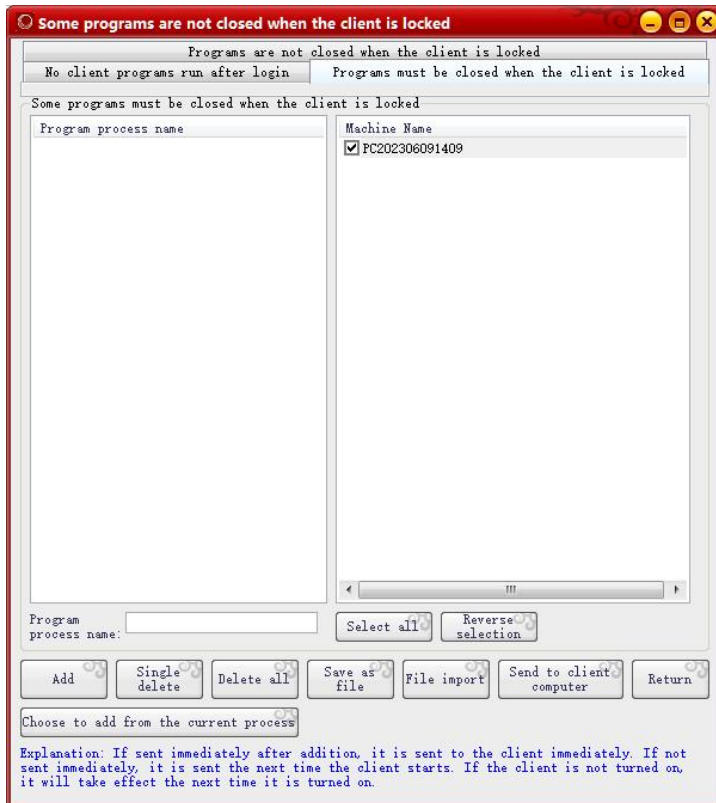 Some programs are not closed when the client is locked
Programs are not closed when the client is locked
No client programs run after login
Programs must be closed when the client is locked
Some programs must be closed when the client is locked
Program process name
Machine Name
PC202306091409
Program
process name:
Select all
Reverse
selection
Add
Single
delete
Delete all
Save as
file
File import
Send to client
computer
Return
Choose to add from the current process
Explanation: If sent immediately after addition, it is sent to the client immediately. If not
sent immediately, it is sent the next time the client starts. If the client is not turned on,
it will take effect the next time it is turned on.